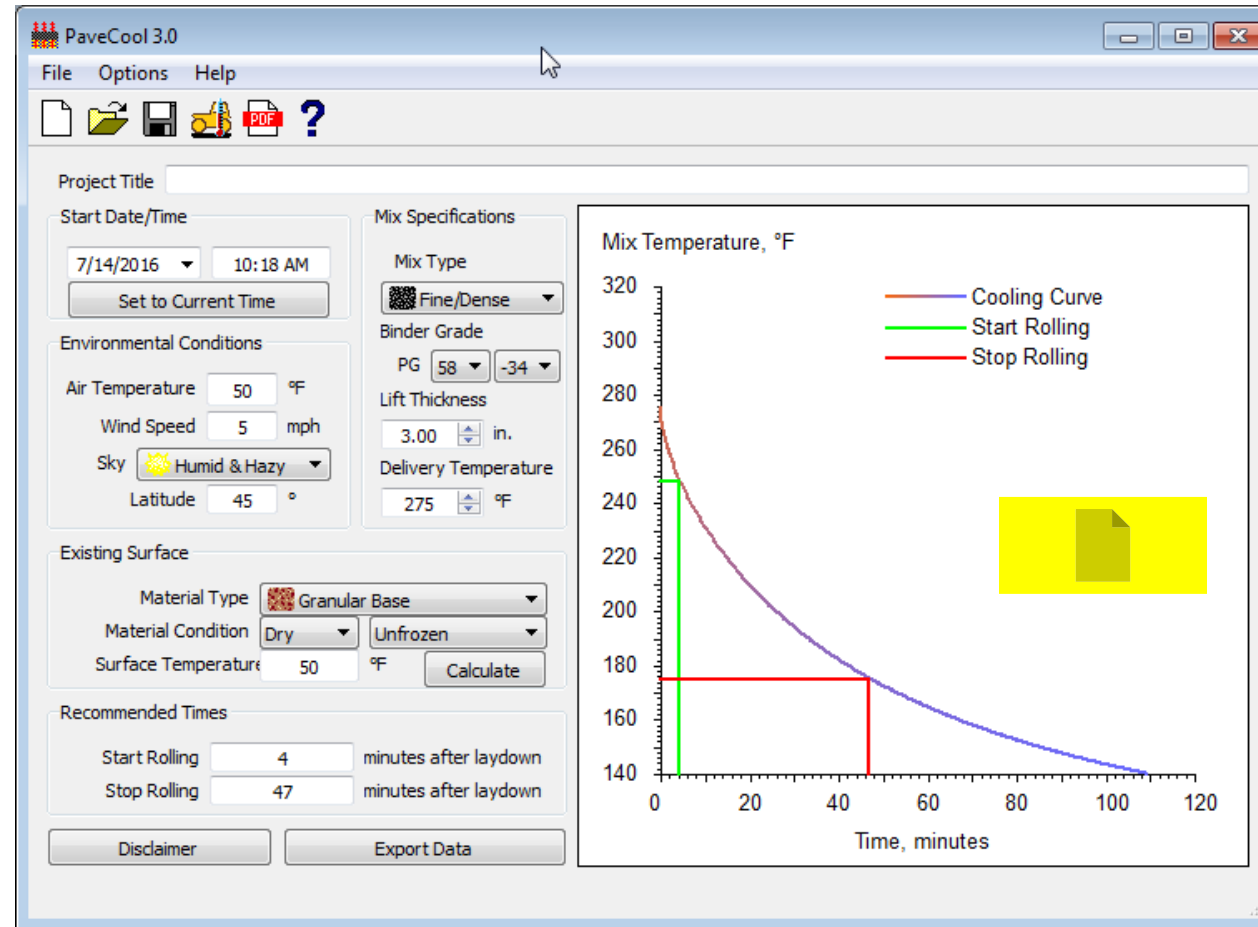 PaveCool 3.0
File Options Help
PDF ?
Project Title
Start Date/Time
7/14/2016 10:18 AM
Set to Current Time
Environmental Conditions
Air Temperature 50 °F
Wind Speed 5 mph
Sky Humid & Hazy
Latitude 45 °
Mix Specifications
Mix Type
Fine/Dense
Binder Grade
PG 58 -34
Lift Thickness
3.00 in.
Delivery Temperature
275 °F
Existing Surface
Material Type Granular Base
Material Condition Dry Unfrozen
Surface Temperature 50 °F Calculate
Recommended Times
Start Rolling 4 minutes after laydown
Stop Rolling 47 minutes after laydown
Disclaimer Export Data
Mix Temperature, °F
Cooling Curve
Start Rolling
Stop Rolling
320
300
280
260
240
220
200
180
160
140
0 20 40 60 80 100 120
Time, minutes